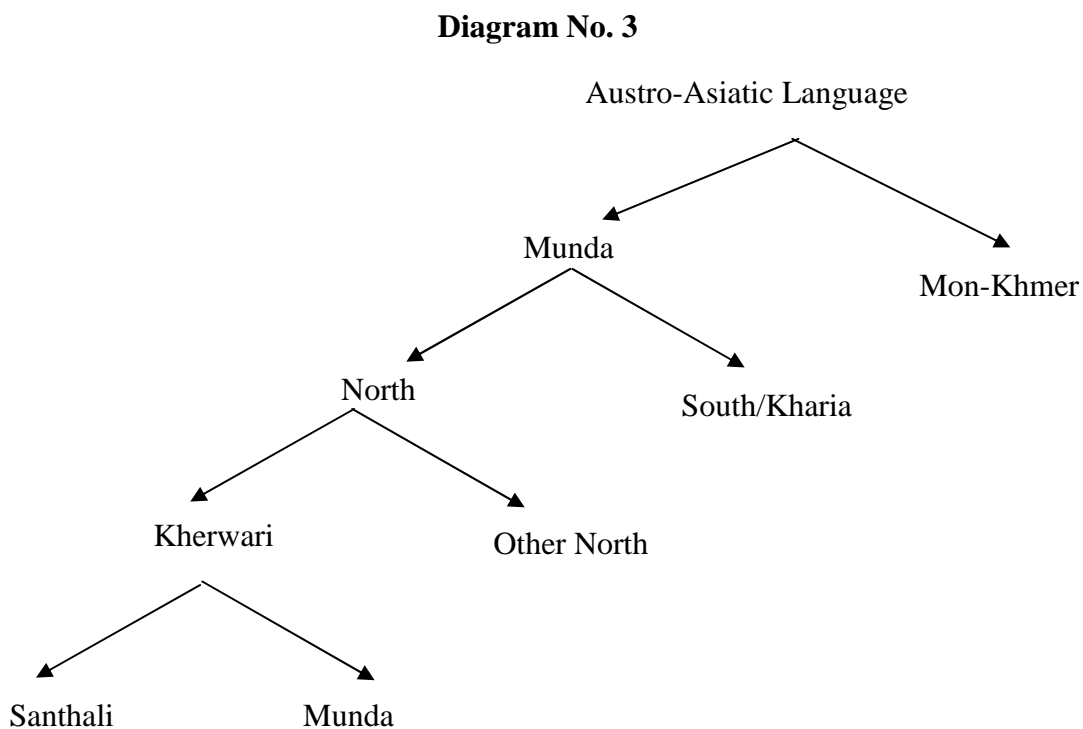 Diagram No. 3
Austro-Asiatic Language
Munda
Mon-Khmer
North
South/Kharia
Kherwari
Other North
Santhali
Munda